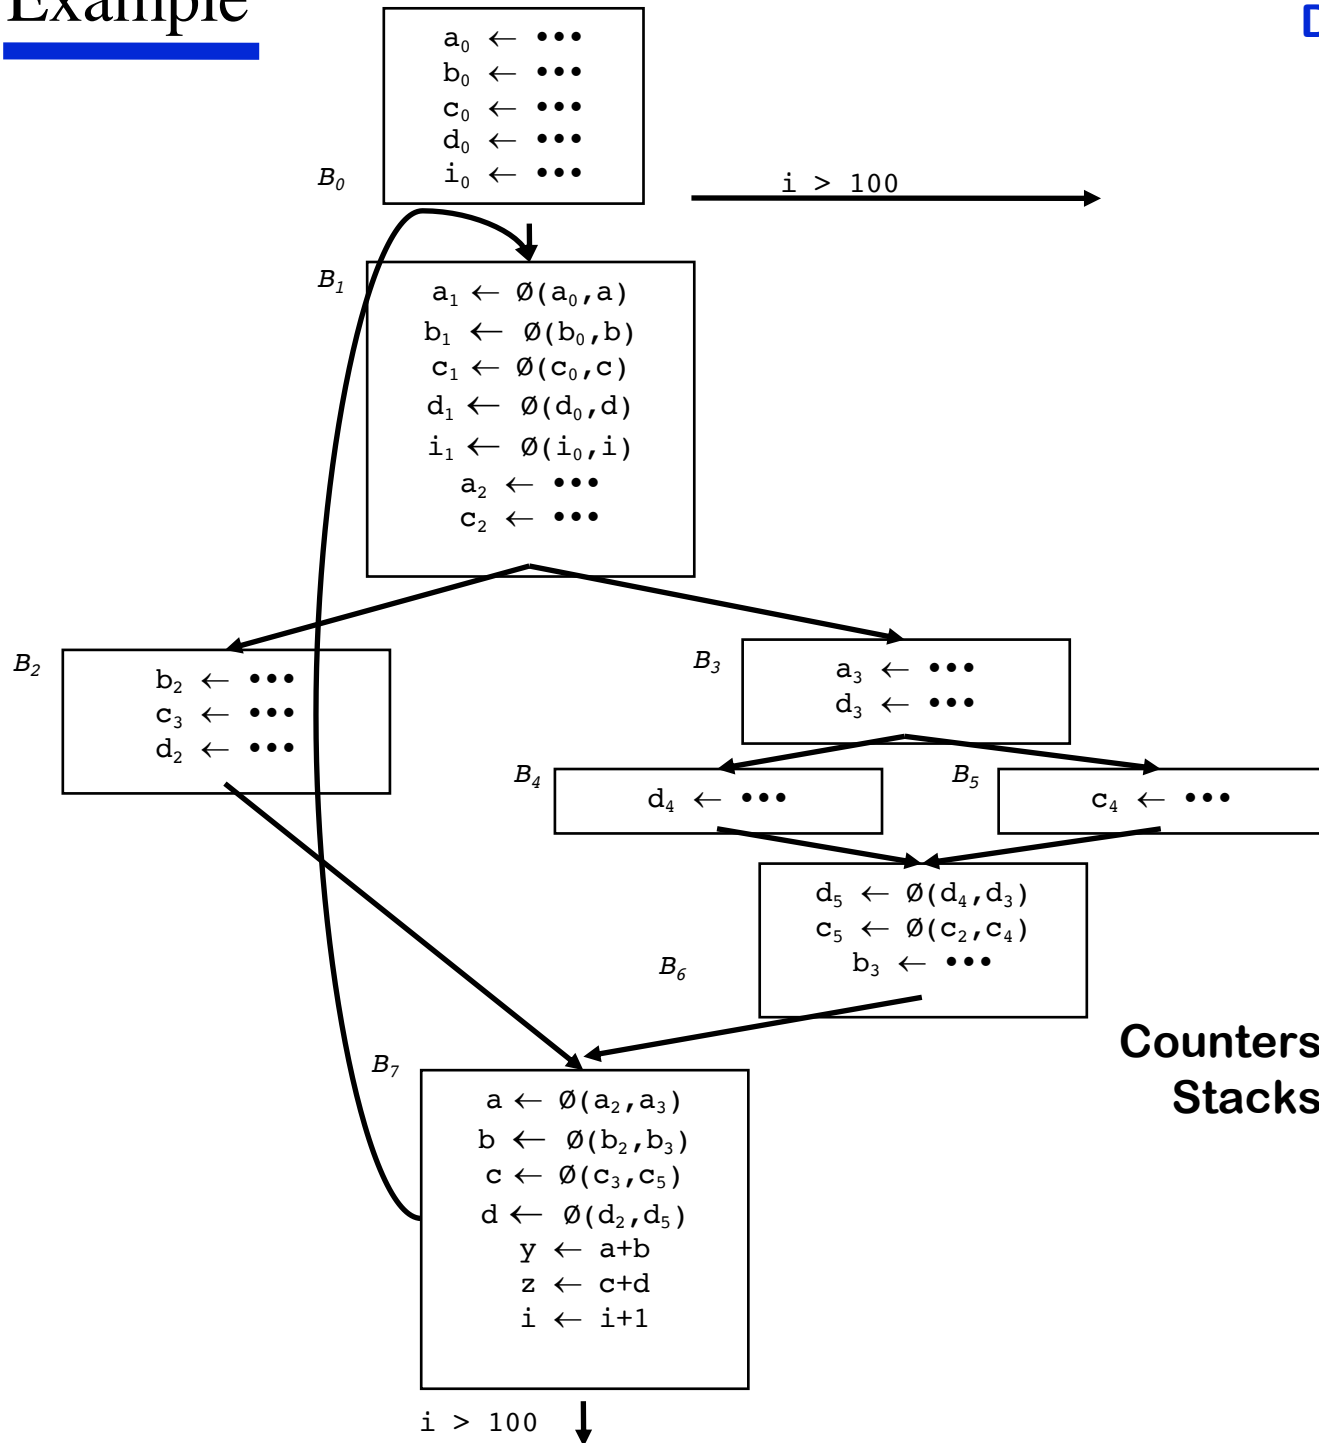 Example
a₀ ← •••
b₀ ← •••
c₀ ← •••
d₀ ← •••
i₀ ← •••
B₀
i > 100
B₁
a₁ ← Ø(a₀,a)
b₁ ← Ø(b₀,b)
c₁ ← Ø(c₀,c)
d₁ ← Ø(d₀,d)
i₁ ← Ø(i₀,i)
a₂ ← •••
c₂ ← •••
B₂
b₂ ← •••
c₃ ← •••
d₂ ← •••
B₃
a₃ ← •••
d₃ ← •••
B₄
d₄ ← •••
B₅
c₄ ← •••
d₅ ← Ø(d₄,d₃)
c₅ ← Ø(c₂,c₄)
b₃ ← •••
B₆
Counters
Stacks
B₇
a ← Ø(a₂,a₃)
b ← Ø(b₂,b₃)
c ← Ø(c₃,c₅)
d ← Ø(d₂,d₅)
y ← a+b
z ← c+d
i ← i+1
i > 100